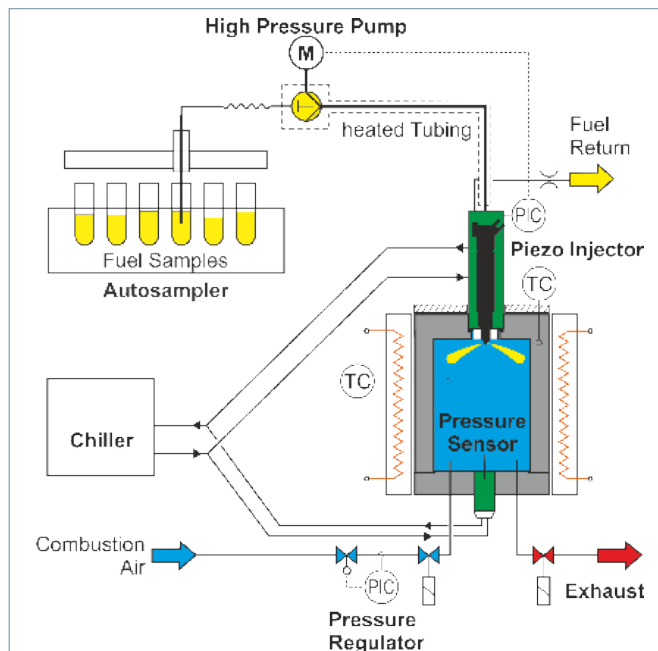 High Pressure Pump
M
heated Tubing
Fuel
Return
PIC
Fuel Samples
Autosampler
Piezo Injector
TC
TC
Chiller
Pressure
Sensor
Combustion
Air
PIC
Pressure
Regulator
Exhaust